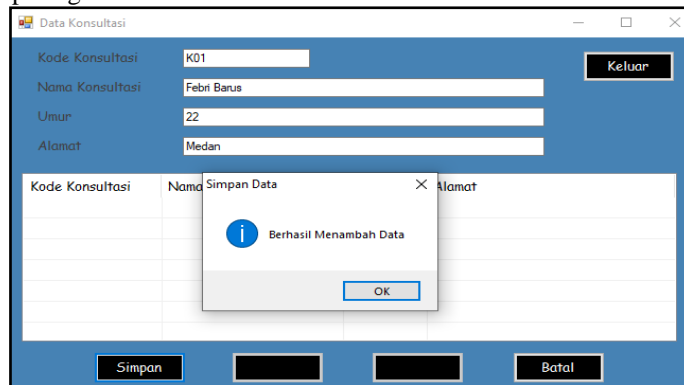 Data Konsultasi
Kode Konsultasi K01
Keluar
Nama Konsultasi Febri Barus
Umur 22
Alamat Medan
Kode Konsultasi Nama Alamat
Simpan Data
Berhasil Menambah Data
OK
Simpan Batal